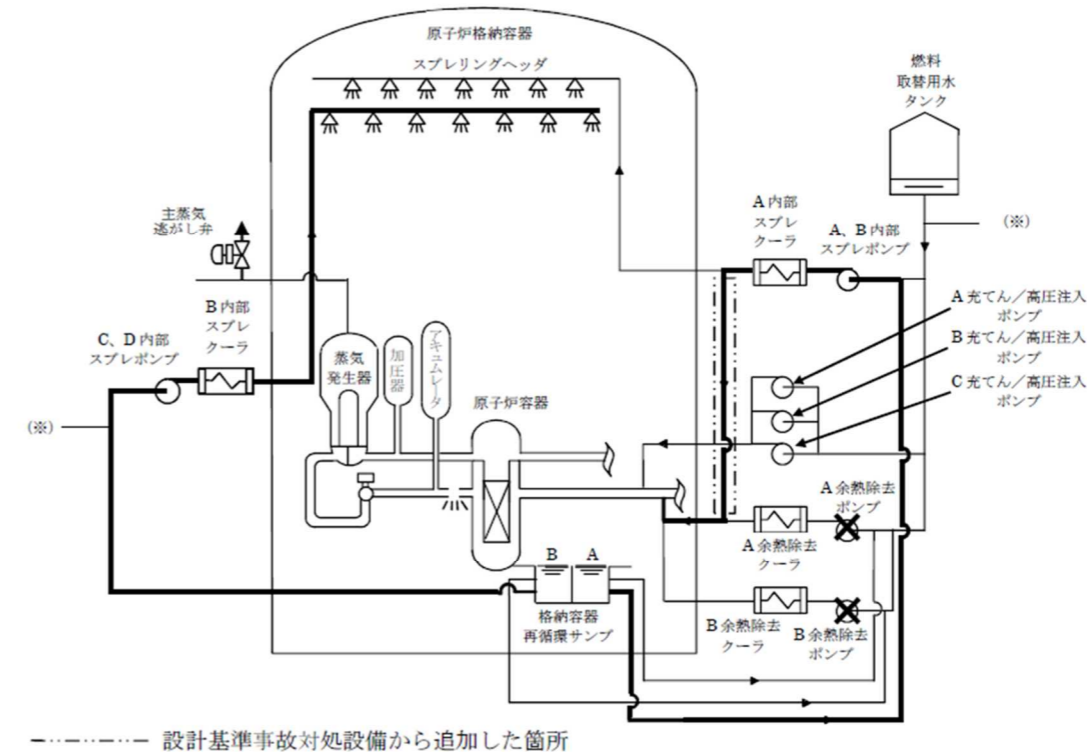 原子炉格納容器
スプレリングヘッダ
燃料
取替用水
タンク
主蒸気
逃がし弁
A内部
スプレ
クーラ
A、B内部
スプレポンプ
(※)
B内部
スプレ
クーラ
C、D内部
スプレポンプ
A充てん/高圧注入
ポンプ
B充てん/高圧注入
ポンプ
C充てん/高圧注入
ポンプ
蒸気
発生器
加圧器
アキュムレータ
原子炉容器
(※)
A余熱除去
ポンプ
A余熱除去
クーラ
B A
格納容器
再循環サンプ
B余熱除去
クーラ
B余熱除去
ポンプ
設計基準事故対処設備から追加した箇所